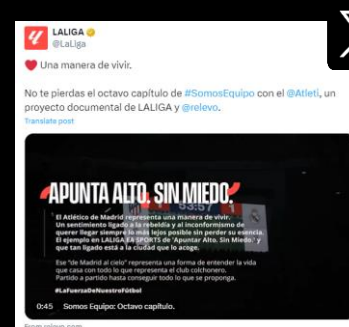 LALIGA
@LaLiga
Una manera de vivir.
No te pierdas el octavo capítulo de #SomosEquipo con el @Atleti, un
proyecto documental de LALIGA y @relevo.
Translate post
APUNTA ALTO. SIN MIEDO.
53:57
El Atlético de Madrid representa una manera de vivir.
Un sentimiento ligado a la rebeldía y al inconformismo de
querer llegar siempre lo más lejos posible sin perder su esencia.
El ejemplo en LALIGA EA SPORTS de 'Apuntar Alto. Sin Miedo.' y
que tan ligado está a la ciudad que lo acoge.
Ese "de Madrid al cielo" representa una forma de entender la vida
que casa con todo lo que representa el club colchonero.
Partido a partido hasta conseguir todo lo que se proponga.
#LaFuerzaDeNuestroFútbol
0:45 Somos Equipo: Octavo capítulo.
From relevo.com